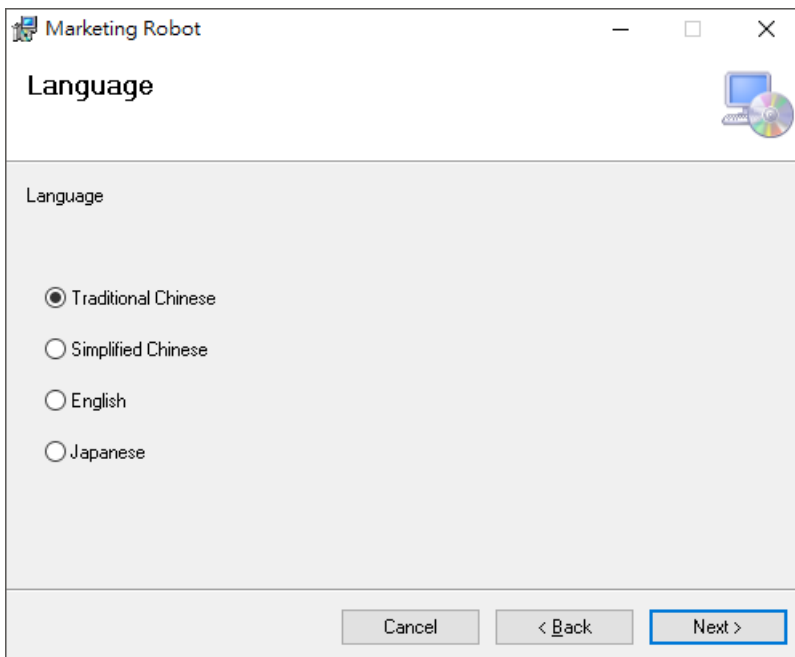 Marketing Robot
Language
Language
Traditional Chinese
Simplified Chinese
English
Japanese
Cancel
< Back
Next >